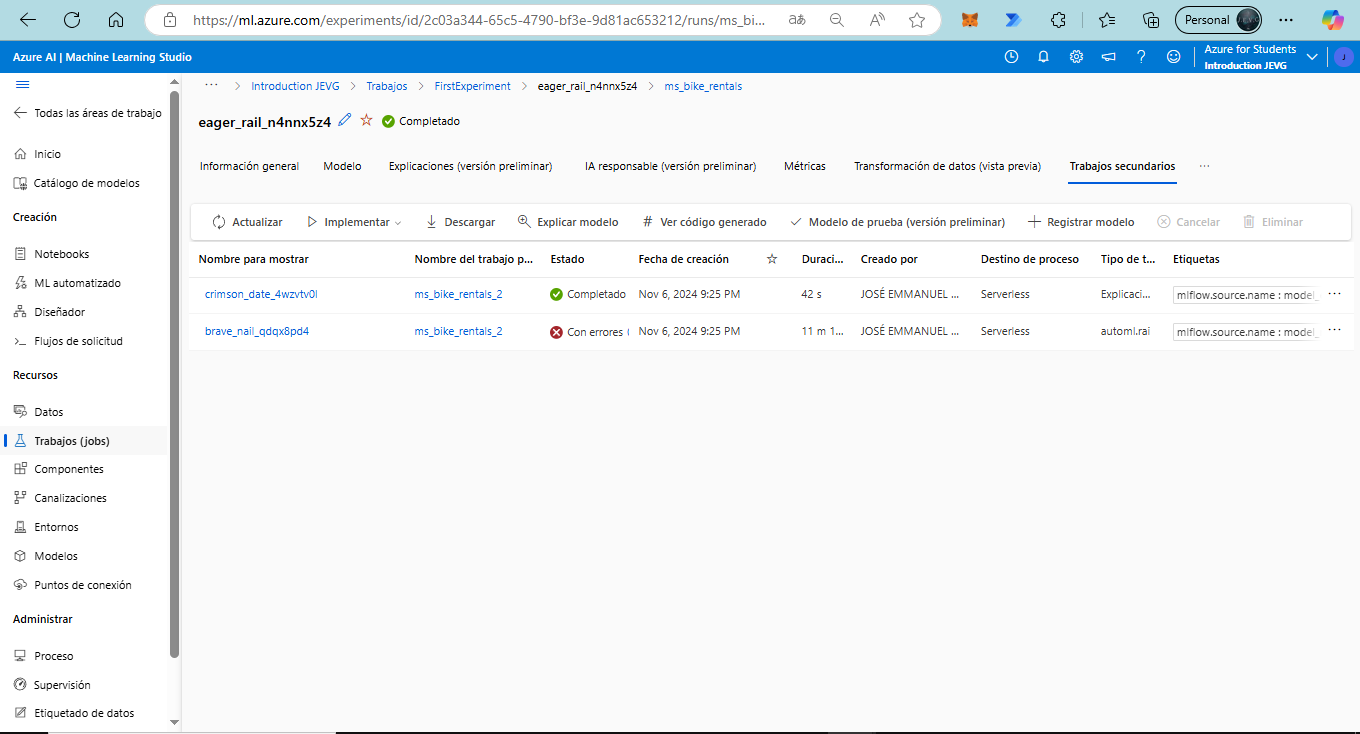 https://ml.azure.com/experiments/id/2c03a344-65c5-4790-bf3e-9d81ac653212/runs/ms_bi...
Personal
Azure AI | Machine Learning Studio
Azure for Students
Introduction JEVG
J
Todas las áreas de trabajo
Inicio
Catálogo de modelos
Creación
Notebooks
ML automatizado
Diseñador
Flujos de solicitud
Recursos
Datos
Trabajos (jobs)
Componentes
Canalizaciones
Entornos
Modelos
Puntos de conexión
Administrar
Proceso
Supervisión
Etiquetado de datos
... > Introduction JEVG > Trabajos > FirstExperiment > eager_rail_n4nnx5z4 > ms_bike_rentals
eager_rail_n4nnx5z4 Completado
Información general Modelo Explicaciones (versión preliminar) IA responsable (versión preliminar) Métricas Transformación de datos (vista previa) Trabajos secundarios ...
Actualizar Implementar Descargar Explicar modelo # Ver código generado Modelo de prueba (versión preliminar) Registrar modelo Cancelar Eliminar
Nombre para mostrar Nombre del trabajo p... Estado Fecha de creación Duraci... Creado por Destino de proceso Tipo de t... Etiquetas
crimson_date_4wzvtv0l ms_bike_rentals_2 Completado Nov 6, 2024 9:25 PM 42 s JOSÉ EMMANUEL ... Serverless Explicaci... mlflow.source.name : model_ ...
brave_nail_qdqx8pd4 ms_bike_rentals_2 Con errores ( Nov 6, 2024 9:25 PM 11 m 1... JOSÉ EMMANUEL ... Serverless automl.rai mlflow.source.name : model_ ...